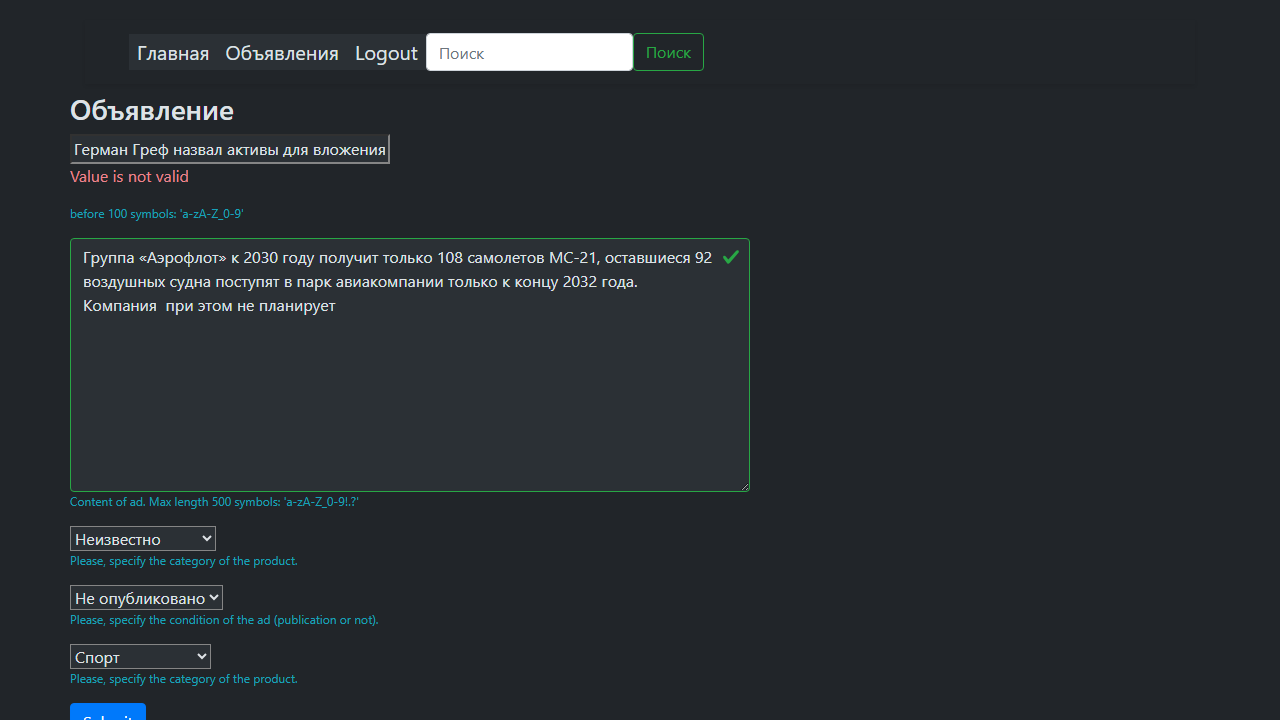 Главная Объявления Logout Поиск Поиск
Объявление
Герман Греф назвал активы для вложения
Value is not valid
before 100 symbols: 'a-zA-Z_0-9'
Группа «Аэрофлот» к 2030 году получит только 108 самолетов МС-21, оставшиеся 92
воздушных судна поступят в парк авиакомпании только к концу 2032 года.
Компания  при этом не планирует
Content of ad. Max length 500 symbols: 'a-zA-Z_0-9!.?'
Неизвестно
Please, specify the category of the product.
Не опубликовано
Please, specify the condition of the ad (publication or not).
Спорт
Please, specify the category of the product.
Submit